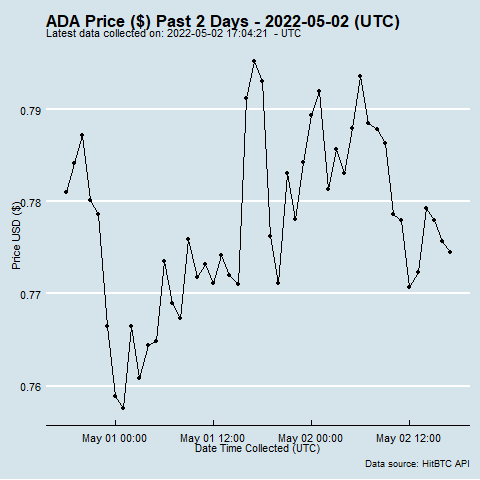 ADA Price ($) Past 2 Days - 2022-05-02 (UTC)
Latest data collected on: 2022-05-02 17:04:21 - UTC
0.79
0.78
0.77
0.76
Price USD ($)
May 01 00:00 May 01 12:00 May 02 00:00 May 02 12:00
Date Time Collected (UTC)
Data source: HitBTC API